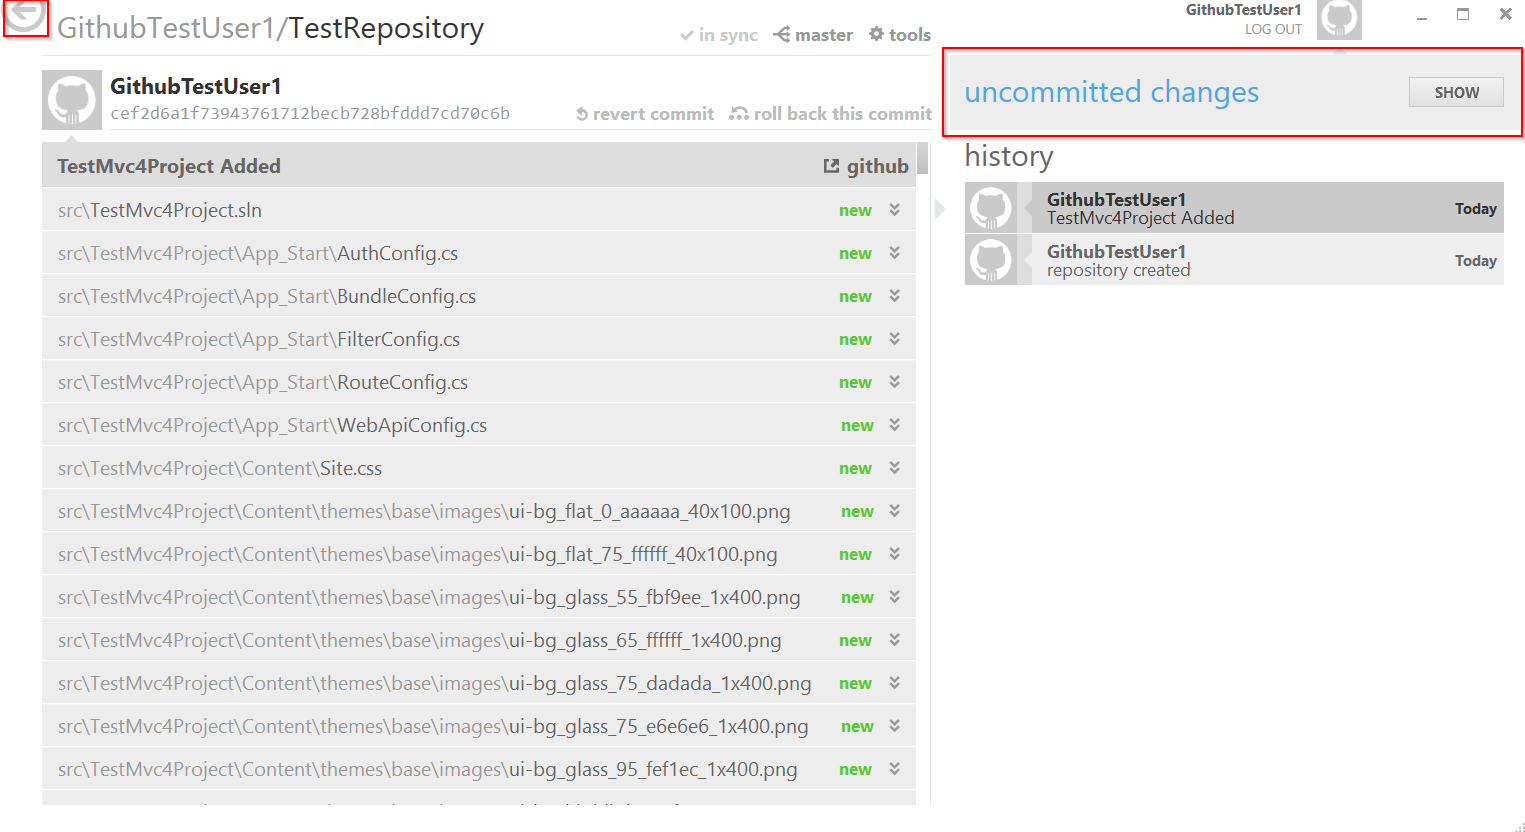 GithubTestUser1/TestRepository
in sync master tools
GithubTestUser1
LOG OUT
GithubTestUser1
cef2d6a1f73943761712becb728bfddd7cd70c6b
revert commit roll back this commit
TestMvc4Project Added github
src\TestMvc4Project.sln new
src\TestMvc4Project\App_Start\AuthConfig.cs new
src\TestMvc4Project\App_Start\BundleConfig.cs new
src\TestMvc4Project\App_Start\FilterConfig.cs new
src\TestMvc4Project\App_Start\RouteConfig.cs new
src\TestMvc4Project\App_Start\WebApiConfig.cs new
src\TestMvc4Project\Content\Site.css new
src\TestMvc4Project\Content\themes\base\images\ui-bg_flat_0_aaaaaa_40x100.png new
src\TestMvc4Project\Content\themes\base\images\ui-bg_flat_75_ffffff_40x100.png new
src\TestMvc4Project\Content\themes\base\images\ui-bg_glass_55_fbf9ee_1x400.png new
src\TestMvc4Project\Content\themes\base\images\ui-bg_glass_65_ffffff_1x400.png new
src\TestMvc4Project\Content\themes\base\images\ui-bg_glass_75_dadada_1x400.png new
src\TestMvc4Project\Content\themes\base\images\ui-bg_glass_75_e6e6e6_1x400.png new
src\TestMvc4Project\Content\themes\base\images\ui-bg_glass_95_fef1ec_1x400.png new
uncommitted changes SHOW
history
GithubTestUser1
TestMvc4Project Added Today
GithubTestUser1
repository created Today